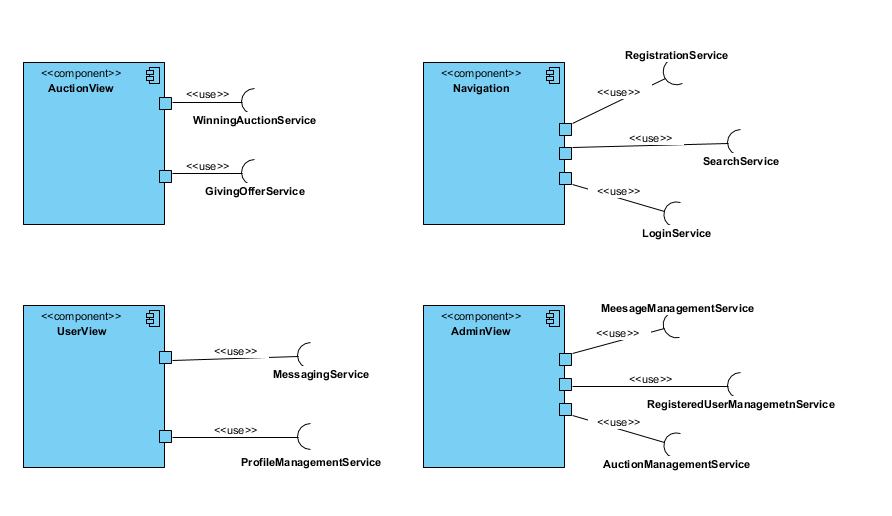 <<component>>
AuctionView
<<use>>
WinningAuctionService
<<use>>
GivingOfferService
<<component>>
Navigation
RegistrationService
<<use>>
<<use>>
SearchService
<<use>>
LoginService
<<component>>
UserView
<<use>>
MessagingService
<<use>>
ProfileManagementService
<<component>>
AdminView
MeesageManagementService
<<use>>
<<use>>
RegisteredUserManagemetnService
<<use>>
AuctionManagementService